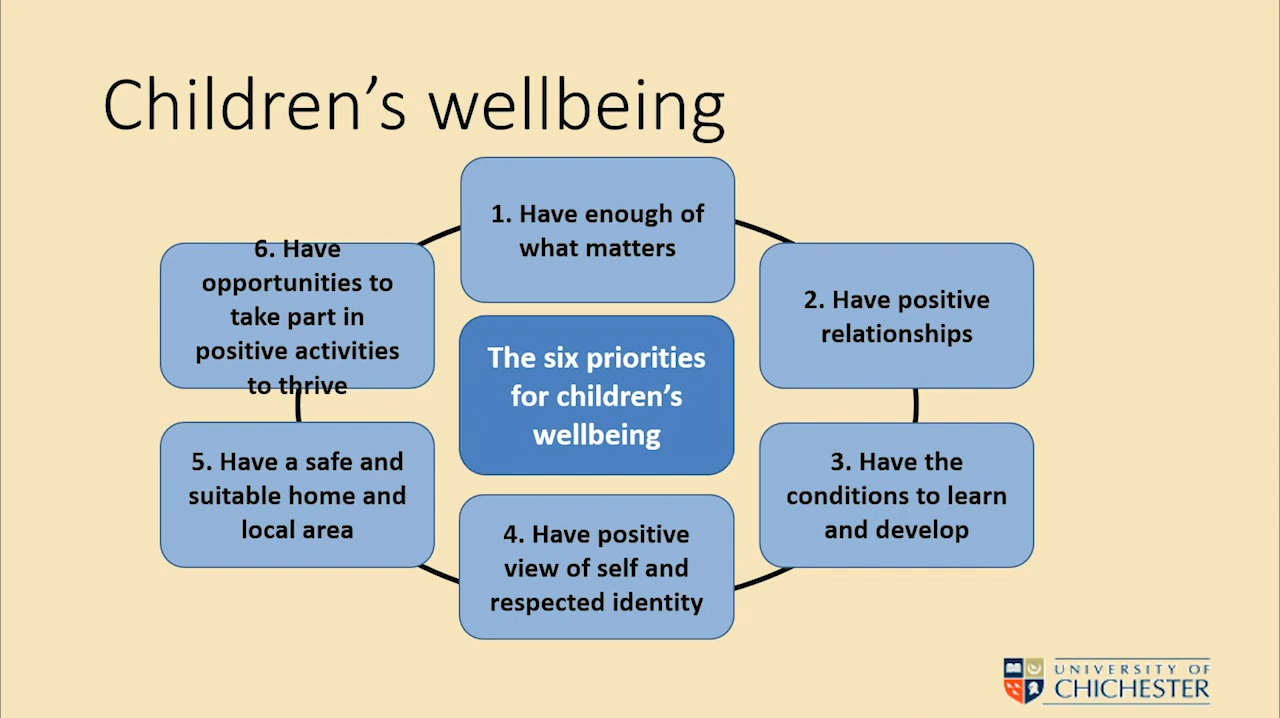 Children’s wellbeing
1. Have enough of
what matters
2. Have positive
relationships
3. Have the
conditions to learn
and develop
4. Have positive
view of self and
respected identity
5. Have a safe and
suitable home and
local area
6. Have
opportunities to
take part in
positive activities
to thrive
The six priorities
for children’s
wellbeing
UNIVERSITY OF
CHICHESTER